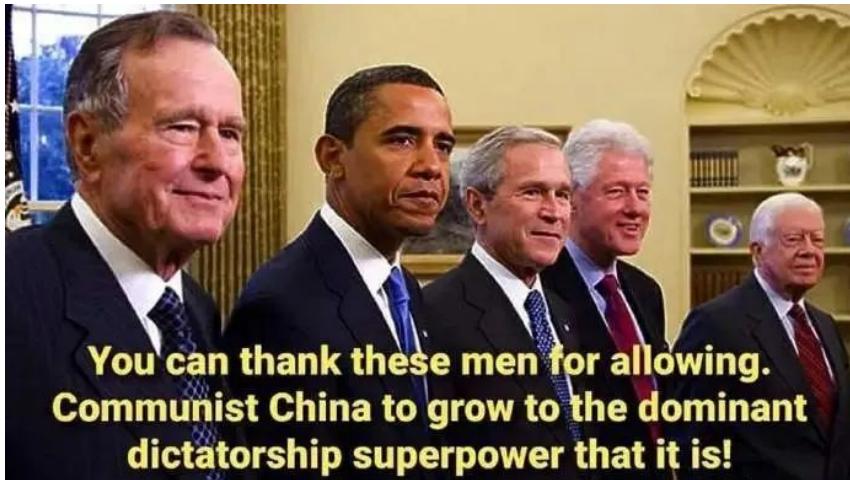 You can thank these men for allowing.
Communist China to grow to the dominant
dictatorship superpower that it is!